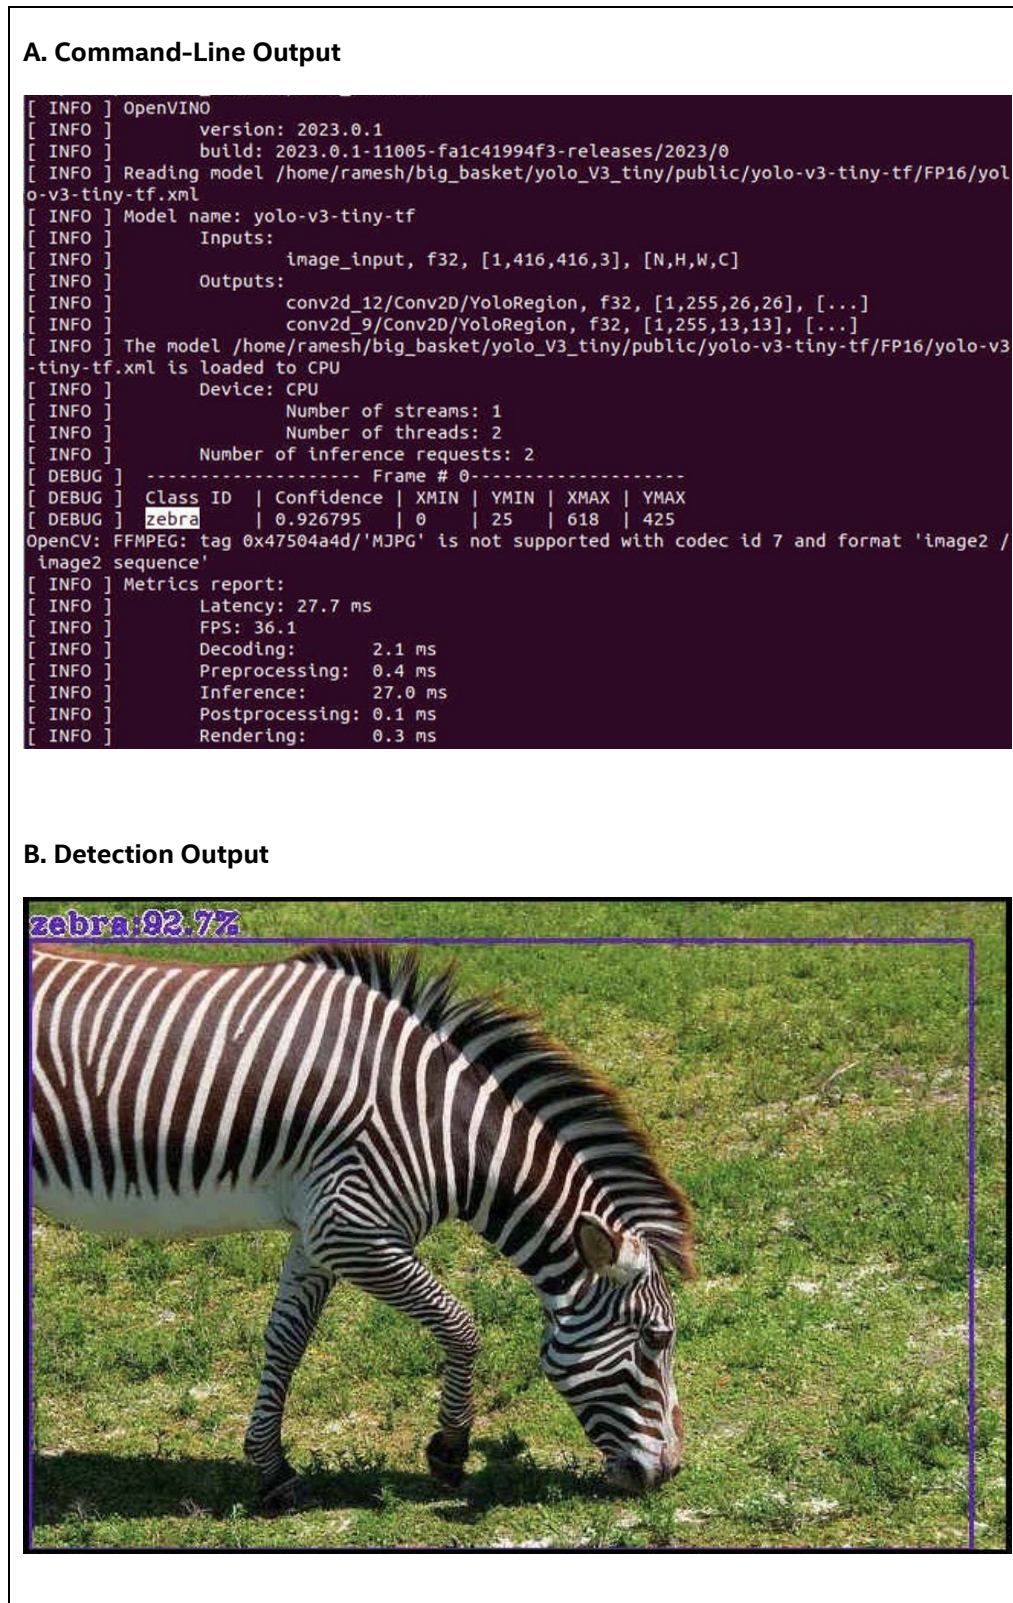 A. Command-Line Output
[ INFO ] OpenVINO
[ INFO ] version: 2023.0.1
[ INFO ] build: 2023.0.1-11005-fa1c41994f3-releases/2023/0
[ INFO ] Reading model /home/ramesh/big_basket/yolo_V3_tiny/public/yolo-v3-tiny-tf/FP16/yol
o-v3-tiny-tf.xml
[ INFO ] Model name: yolo-v3-tiny-tf
[ INFO ] Inputs:
[ INFO ] image_input, f32, [1,416,416,3], [N,H,W,C]
[ INFO ] Outputs:
[ INFO ] conv2d_12/Conv2D/YoloRegion, f32, [1,255,26,26], [...]
[ INFO ] conv2d_9/Conv2D/YoloRegion, f32, [1,255,13,13], [...]
[ INFO ] The model /home/ramesh/big_basket/yolo_V3_tiny/public/yolo-v3-tiny-tf/FP16/yolo-v3
-tiny-tf.xml is loaded to CPU
[ INFO ] Device: CPU
[ INFO ] Number of streams: 1
[ INFO ] Number of threads: 2
[ INFO ] Number of inference requests: 2
[ DEBUG ] -------------------- Frame # 0--------------------
[ DEBUG ] Class ID | Confidence | XMIN | YMIN | XMAX | YMAX
[ DEBUG ] zebra | 0.926795 | 0 | 25 | 618 | 425
OpenCV: FFMPEG: tag 0x47504a4d/'MJPG' is not supported with codec id 7 and format 'image2 /
image2 sequence'
[ INFO ] Metrics report:
[ INFO ] Latency: 27.7 ms
[ INFO ] FPS: 36.1
[ INFO ] Decoding: 2.1 ms
[ INFO ] Preprocessing: 0.4 ms
[ INFO ] Inference: 27.0 ms
[ INFO ] Postprocessing: 0.1 ms
[ INFO ] Rendering: 0.3 ms
B. Detection Output
zebra:92.7%